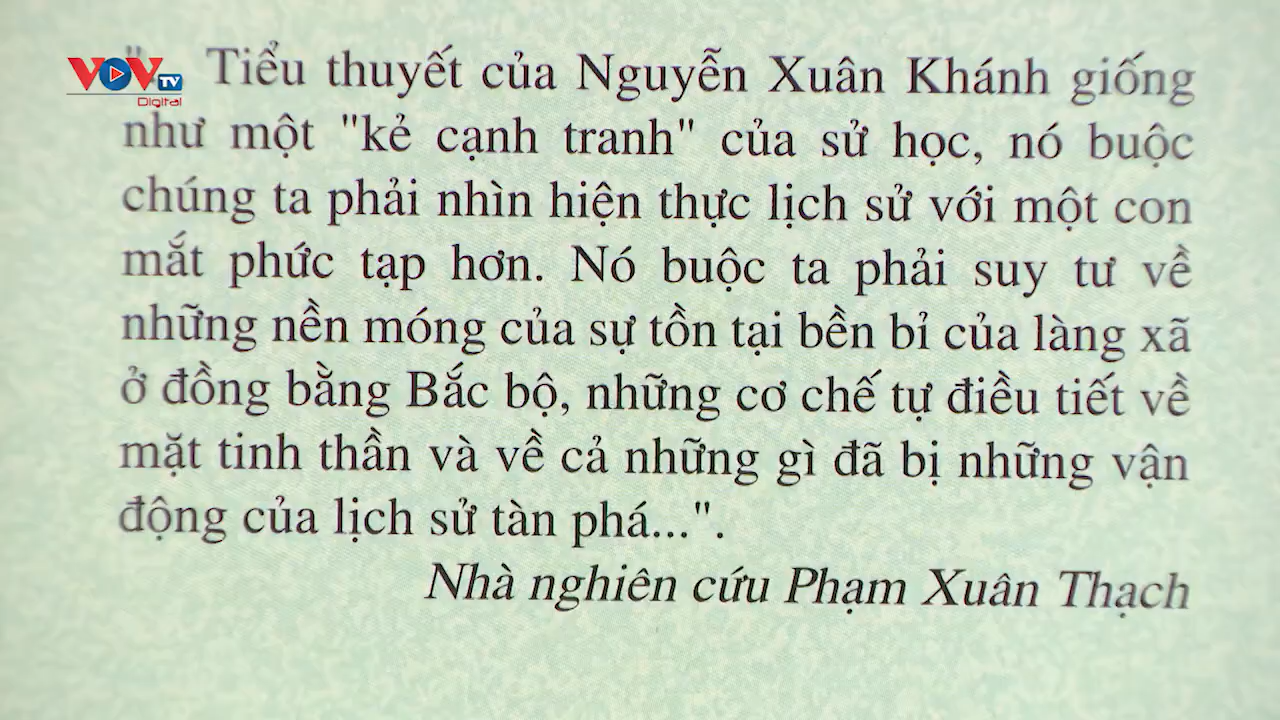 VOV TV
Digital
"... Tiểu thuyết của Nguyễn Xuân Khánh giống
như một "kẻ cạnh tranh" của sử học, nó buộc
chúng ta phải nhìn hiện thực lịch sử với một con
mắt phức tạp hơn. Nó buộc ta phải suy tư về
những nền móng của sự tồn tại bền bỉ của làng xã
ở đồng bằng Bắc bộ, những cơ chế tự điều tiết về
mặt tinh thần và về cả những gì đã bị những vận
động của lịch sử tàn phá...".
Nhà nghiên cứu Phạm Xuân Thạch